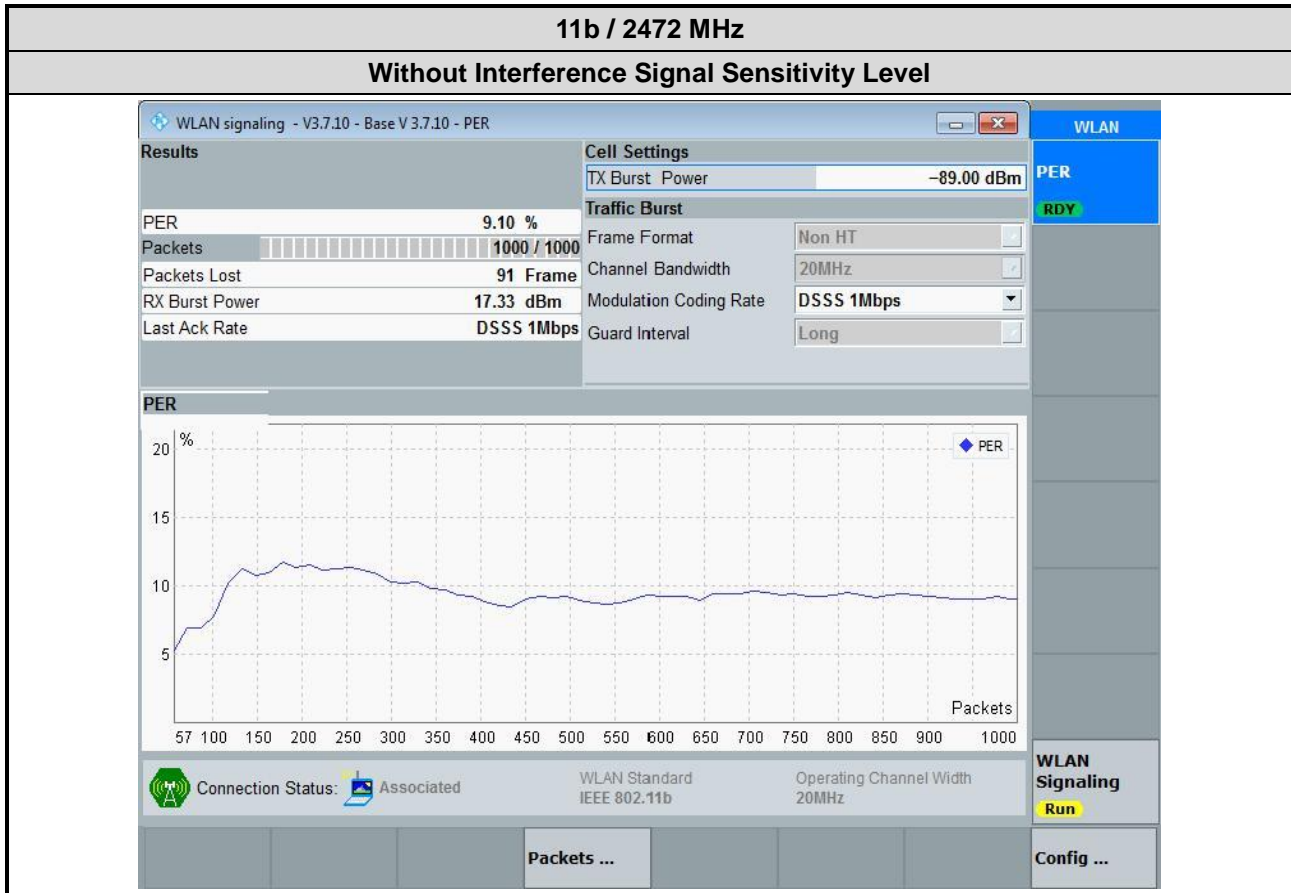 11b / 2472 MHz
Without Interference Signal Sensitivity Level
WLAN signaling - V3.7.10 - Base V 3.7.10 - PER
WLAN
Results
Cell Settings
TX Burst Power −89.00 dBm
PER
RDY
PER 9.10 %
Traffic Burst
Packets 1000 / 1000
Frame Format Non HT
Packets Lost 91 Frame
Channel Bandwidth 20MHz
RX Burst Power 17.33 dBm
Modulation Coding Rate DSSS 1Mbps
Last Ack Rate DSSS 1Mbps
Guard Interval Long
PER
%
PER
20
15
10
5
Packets
57 100 150 200 250 300 350 400 450 500 550 600 650 700 750 800 850 900 1000
Connection Status: Associated
WLAN Standard
IEEE 802.11b
Operating Channel Width
20MHz
WLAN
Signaling
Run
Packets ...
Config ...